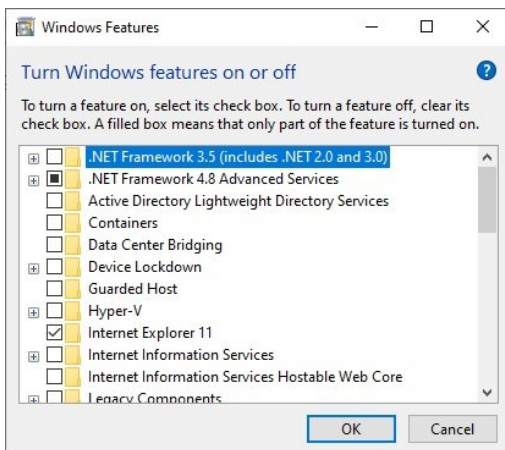 Windows Features
Turn Windows features on or off
To turn a feature on, select its check box. To turn a feature off, clear its
check box. A filled box means that only part of the feature is turned on.
.NET Framework 3.5 (includes .NET 2.0 and 3.0)
.NET Framework 4.8 Advanced Services
Active Directory Lightweight Directory Services
Containers
Data Center Bridging
Device Lockdown
Guarded Host
Hyper-V
Internet Explorer 11
Internet Information Services
Internet Information Services Hostable Web Core
Legacy Components
OK Cancel